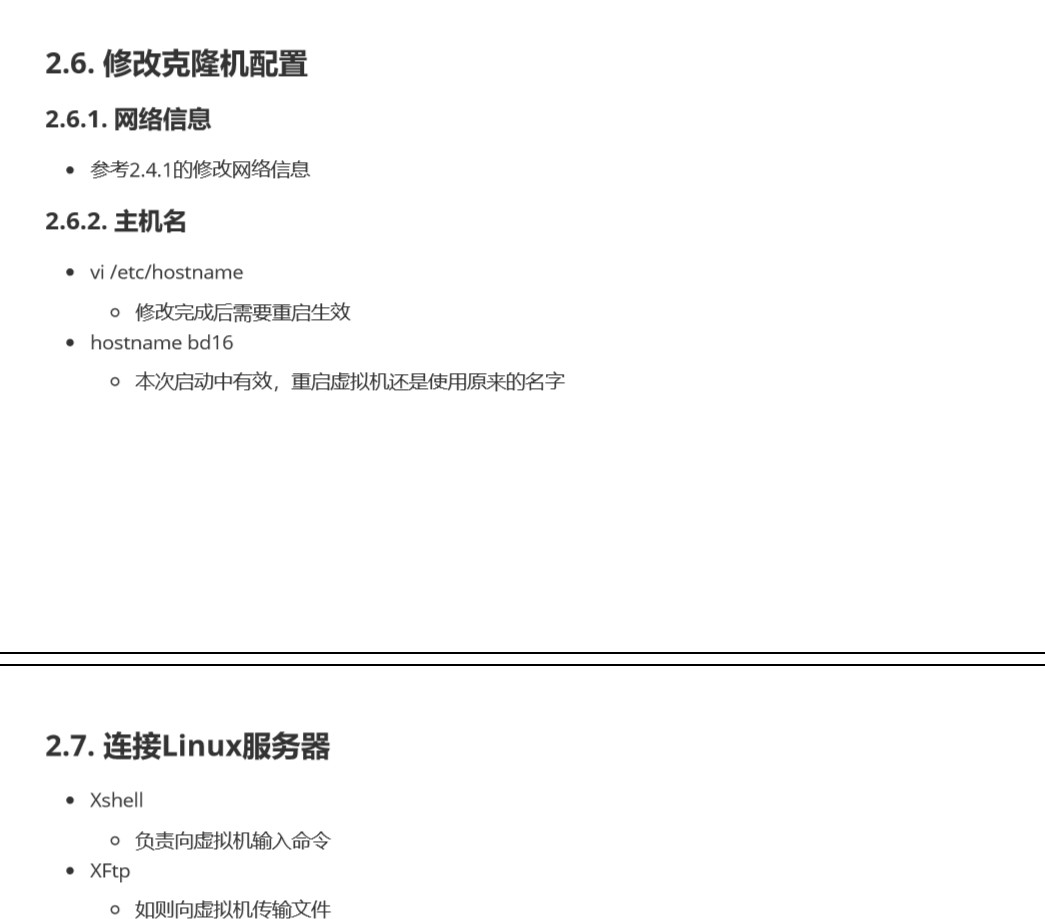 2.6. 修改克隆机配置
2.6.1. 网络信息
参考2.4.1的修改网络信息
2.6.2. 主机名
vi /etc/hostname
修改完成后需要重启生效
hostname bd16
本次启动中有效，重启虚拟机还是使用原来的名字
2.7. 连接Linux服务器
Xshell
负责向虚拟机输入命令
XFtp
如则向虚拟机传输文件